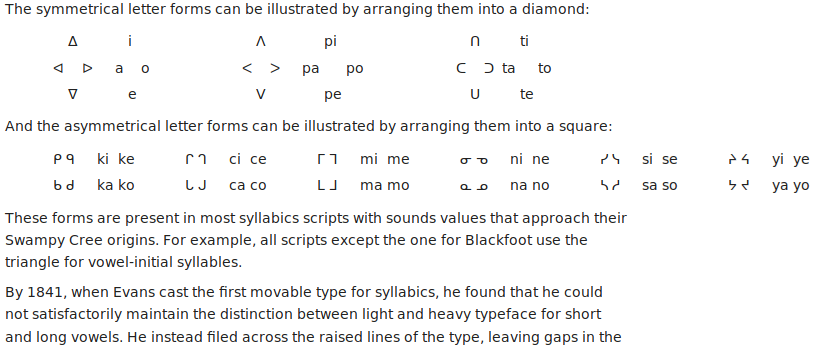 The symmetrical letter forms can be illustrated by arranging them into a diamond:
ᐃ i ᐱ pi ᑎ ti
ᐊ ᐅ a o ᐸ ᐳ pa po ᑕ ᑐ ta to
ᐁ e ᐯ pe ᑌ te
And the asymmetrical letter forms can be illustrated by arranging them into a square:
ᑭ ᑫ ki ke ᒋ ᒉ ci ce ᒥ ᒣ mi me ᓂ ᓀ ni ne ᓯ ᓭ si se ᔨ ᔦ yi ye
ᑲ ᑯ ka ko ᒐ ᒍ ca co ᒪ ᒧ ma mo ᓇ ᓄ na no ᓴ ᓱ sa so ᔭ ᔪ ya yo
These forms are present in most syllabics scripts with sounds values that approach their
Swampy Cree origins. For example, all scripts except the one for Blackfoot use the
triangle for vowel-initial syllables.
By 1841, when Evans cast the first movable type for syllabics, he found that he could
not satisfactorily maintain the distinction between light and heavy typeface for short
and long vowels. He instead filed across the raised lines of the type, leaving gaps in the